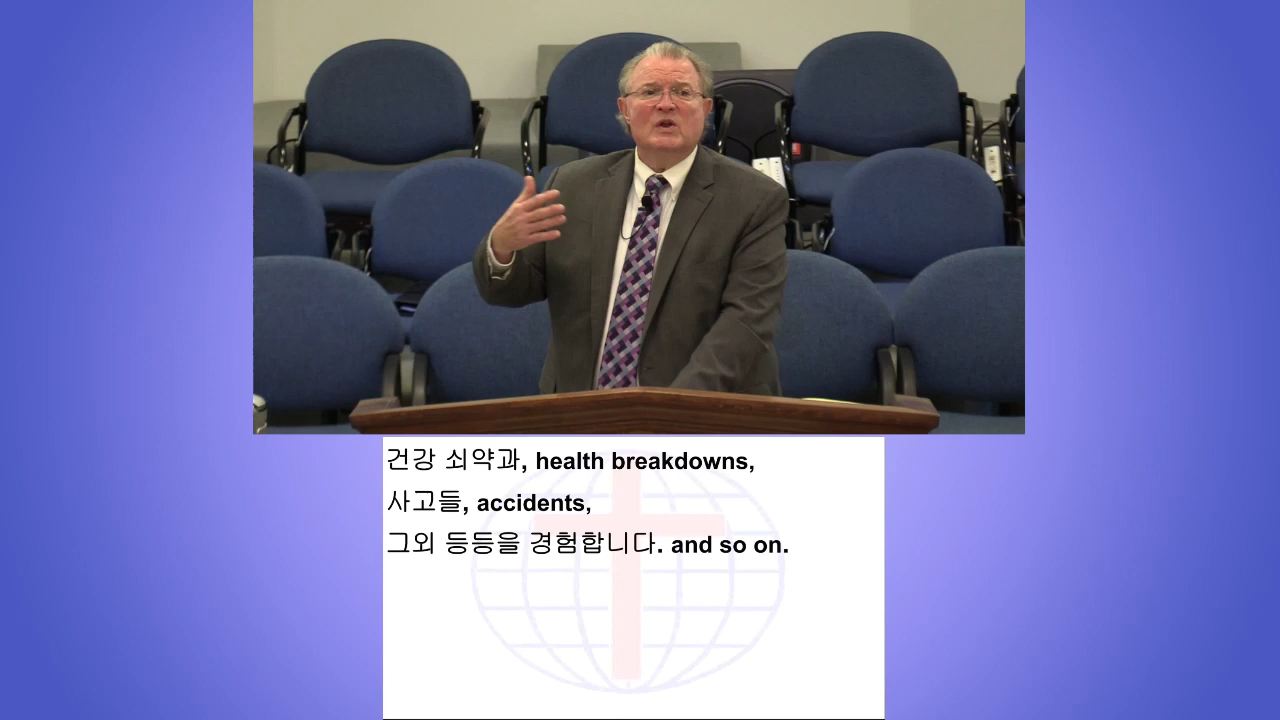 건강 쇠약과, health breakdowns,
사고들, accidents,
그외 등등을 경험합니다. and so on.